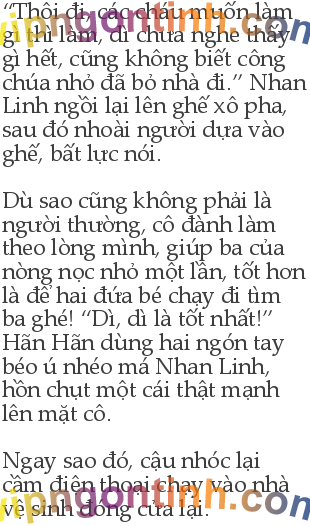 “Thôi đi, các cháu muốn làm
gì thì làm, dì chưa nghe thấy
gì hết, cũng không biết công
chúa nhỏ đã bỏ nhà đi.” Nhan
Linh ngồi lại lên ghế xô pha,
sau đó nhoài người dựa vào
ghế, bất lực nói.
Dù sao cũng không phải là
người thường, cô đành làm
theo lòng mình, giúp ba của
nòng nọc nhỏ một lần, tốt hơn
là để hai đứa bé chạy đi tìm
ba ghé! “Dì, dì là tốt nhất!”
Hãn Hãn dùng hai ngón tay
béo ú nhéo má Nhan Linh,
hồn chụt một cái thật mạnh
lên mặt cô.
Ngay sao đó, cậu nhóc lại
cầm điện thoại chạy vào nhà
vệ sinh đóng cửa lại.
vipngontinh.com
vipngontinh.com